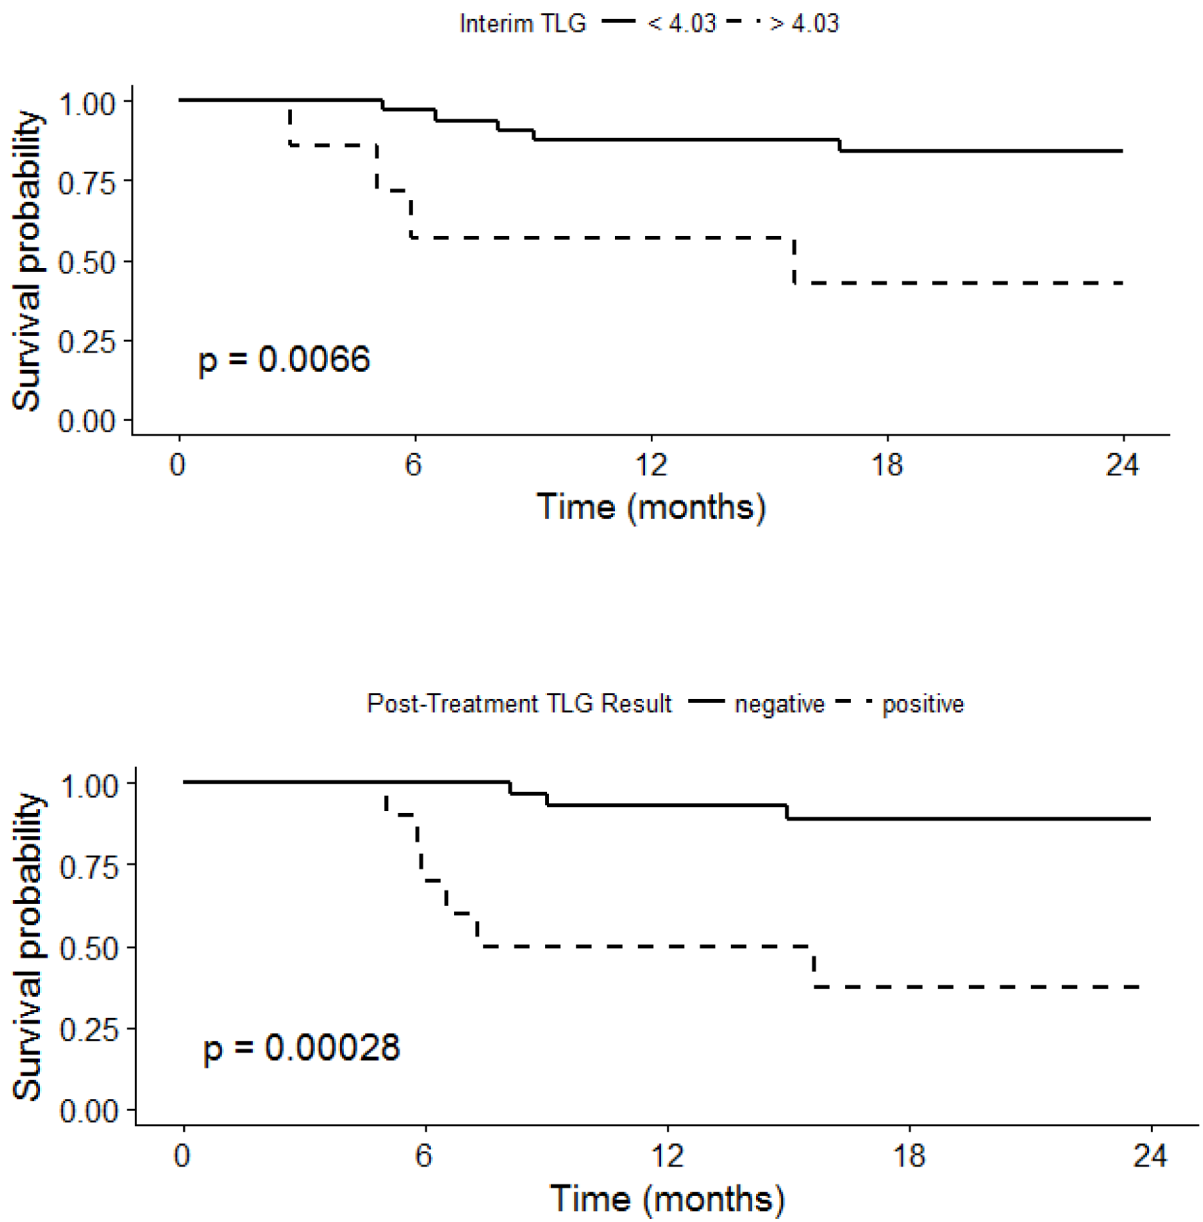 Interim TLG < 4.03 > 4.03
Survival probability
1.00
0.75
0.50
0.25
0.00
p = 0.0066
0 6 12 18 24
Time (months)
Post-Treatment TLG Result negative positive
Survival probability
1.00
0.75
0.50
0.25
0.00
p = 0.00028
0 6 12 18 24
Time (months)